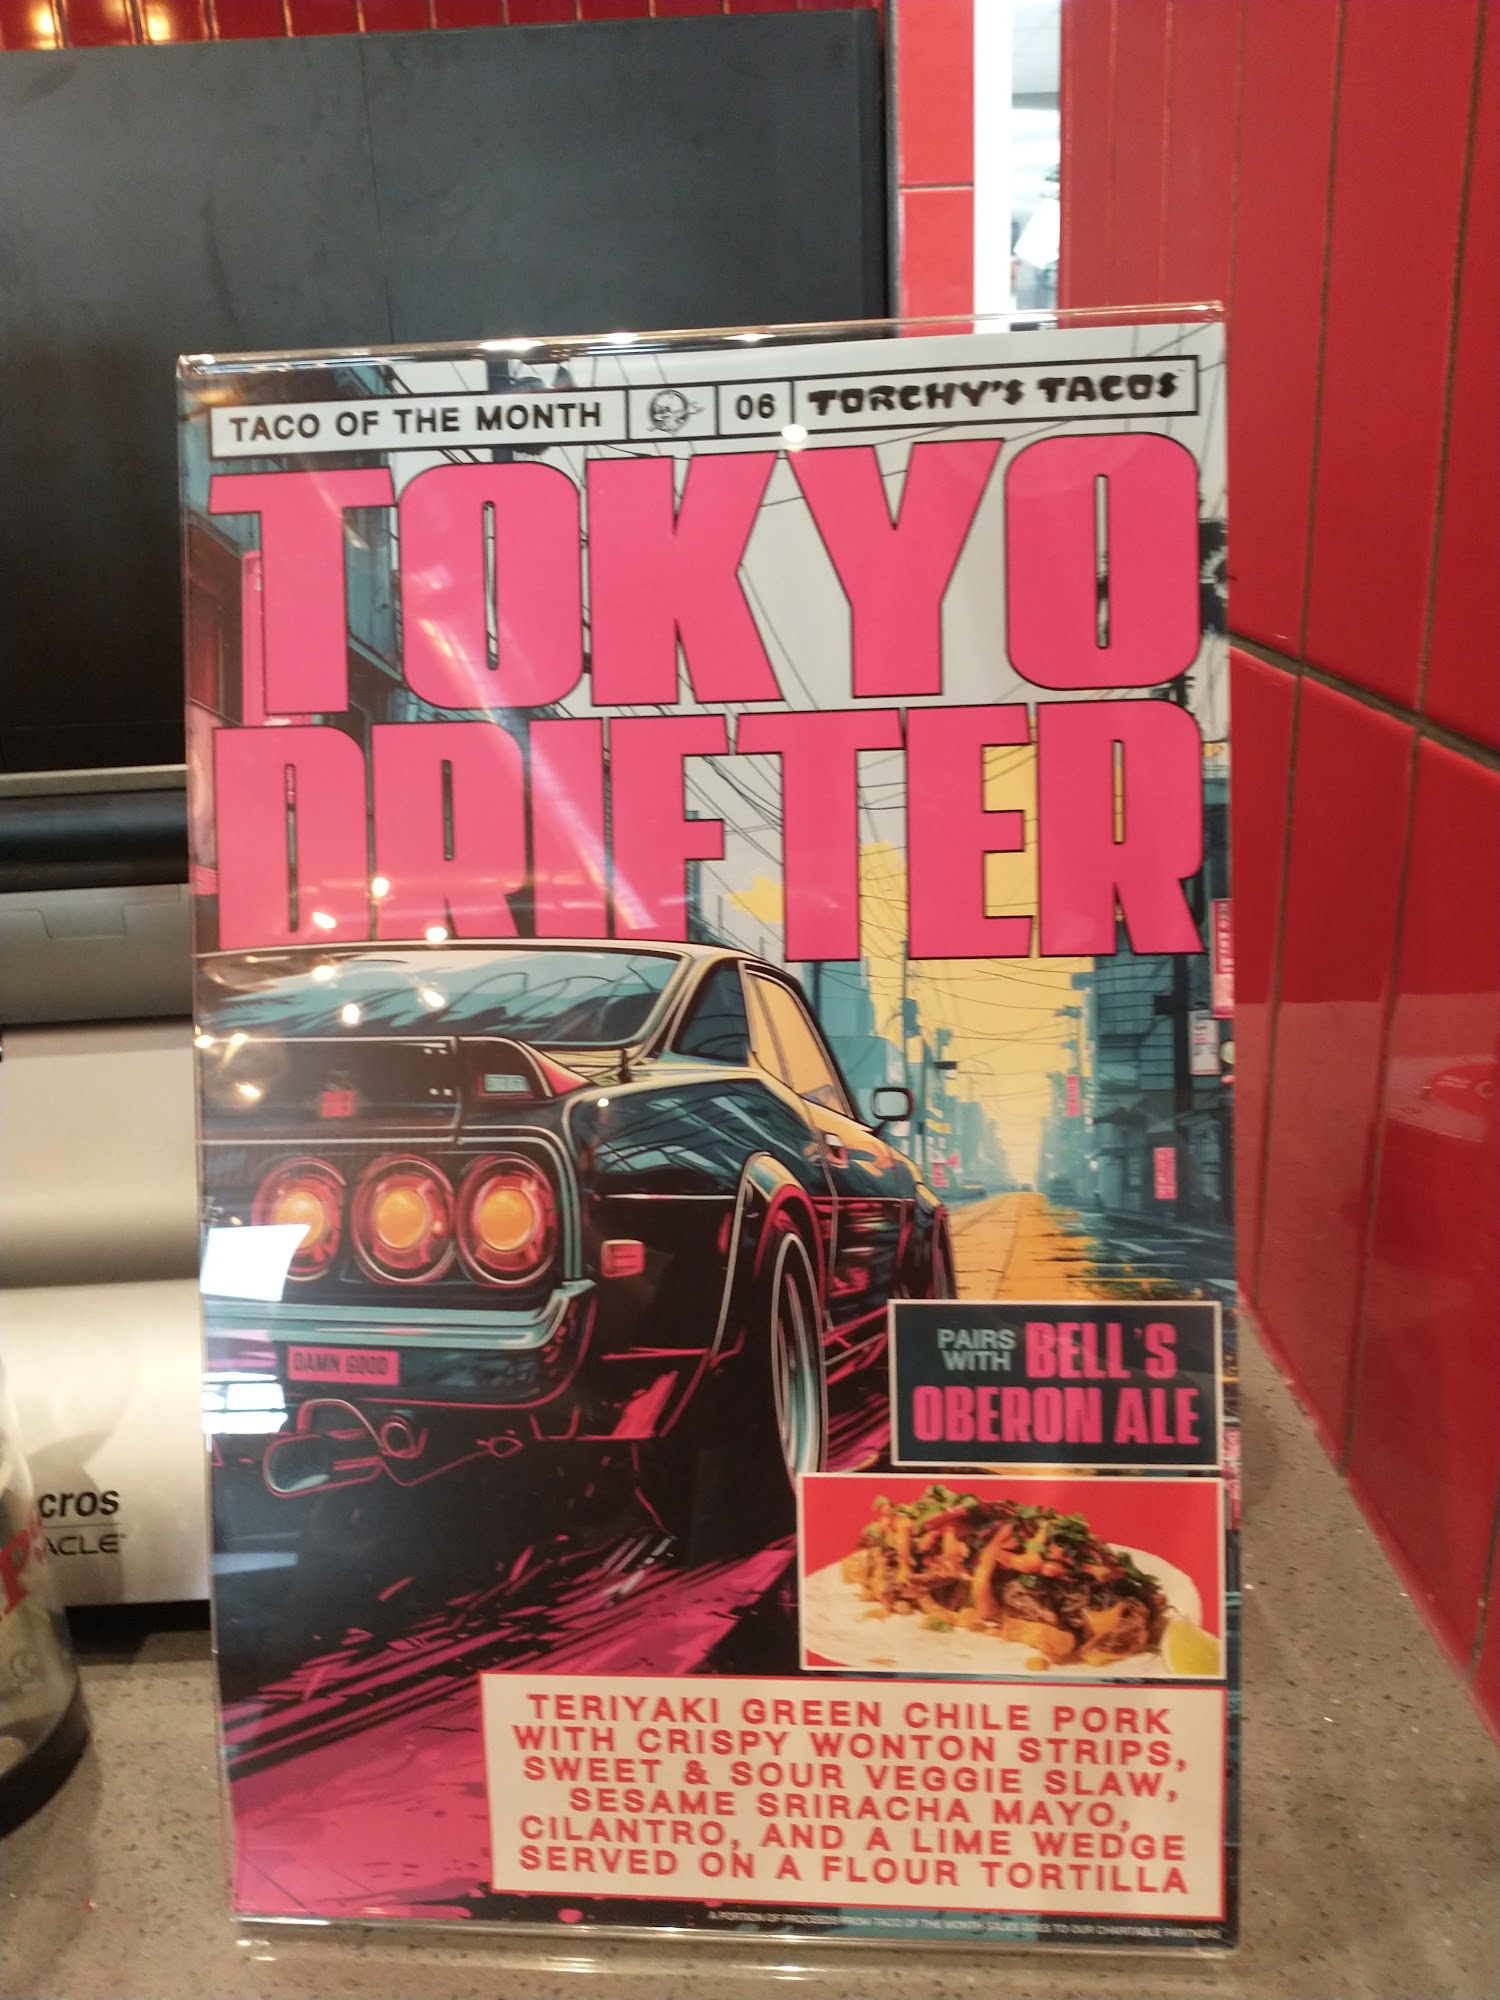 TACO OF THE MONTH 06 TORCHY'S TACOS
TOKYO
DRIFTER
DAMN GOOD
PAIRS WITH BELL'S
OBERON ALE
TERIYAKI GREEN CHILE PORK
WITH CRISPY WONTON STRIPS,
SWEET & SOUR VEGGIE SLAW,
SESAME SRIRACHA MAYO,
CILANTRO, AND A LIME WEDGE
SERVED ON A FLOUR TORTILLA
A PORTION OF PROCEEDS FROM TACO OF THE MONTH SALES GOES TO OUR CHARITABLE PARTNERS
cros
ACLE